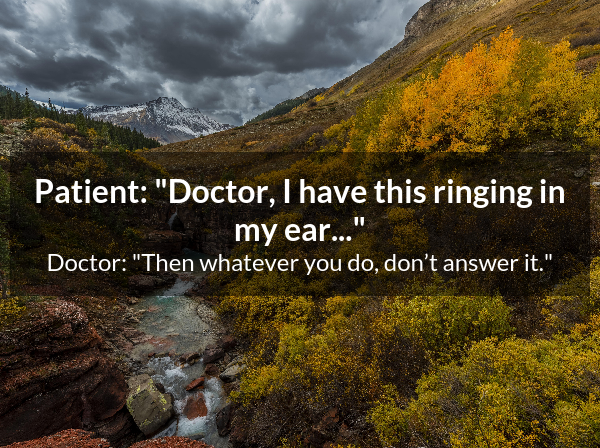 Patient: "Doctor, I have this ringing in
my ear..."
Doctor: "Then whatever you do, don’t answer it."